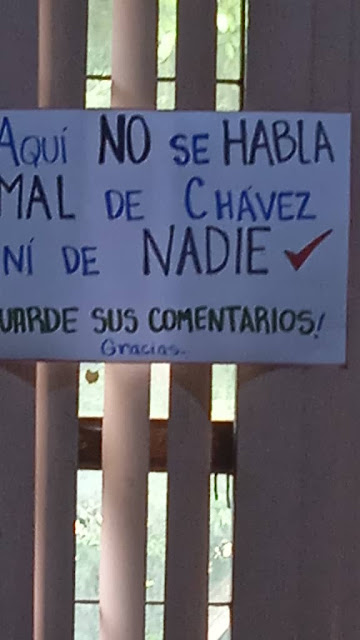 AQUÍ NO SE HABLA
MAL DE CHÁVEZ
NÍ DE NADIE ✓
UARDE SUS COMENTARIOS!
Gracias.